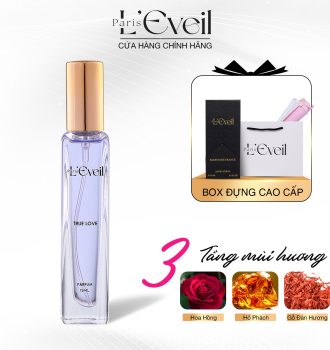 Paris
L'Eveil
CỬA HÀNG CHÍNH HÃNG
L'Eveil
TRUE LOVE
PARFUM
Paris
L'Eveil
BOX ĐỰNG CAO CẤP
3 Tầng mùi hương
Hoa Hồng
Hổ Phách
Gỗ Đàn Hương